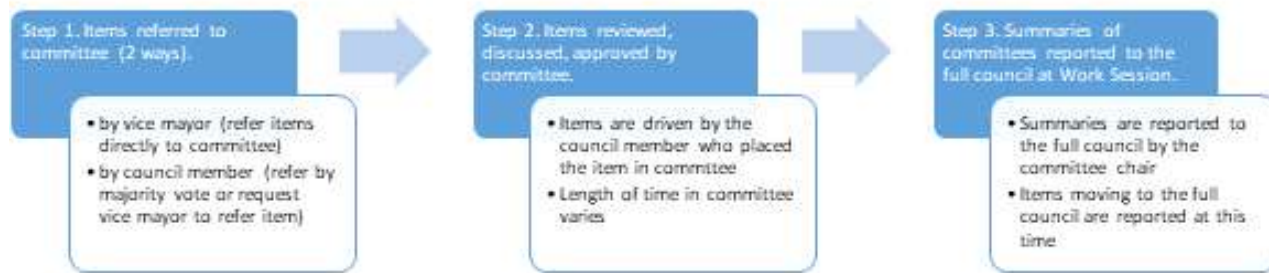 Step 1. Items referred to
committee (2 ways).
• by vice mayor (refer items
directly to committee)
• by council member (refer by
majority vote or request
vice mayor to refer item)
Step 2. Items reviewed,
discussed, approved by
committee.
• Items are driven by the
council member who placed
the item in committee
• Length of time in committee
varies
Step 3. Summaries of
committees reported to the
full council at Work Session.
• Summaries are reported to
the full council by the
committee chair
• Items moving to the full
council are reported at this
time